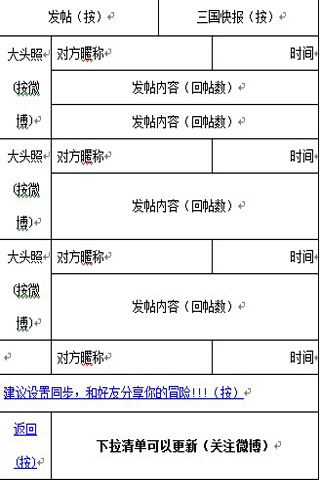 发帖（按） 三国快报（按）
大头照 对方暱称 时间
(按微 发帖内容（回帖数）
博) 发帖内容（回帖数）
大头照 对方暱称 时间
(按微
博) 发帖内容（回帖数）
大头照 对方暱称 时间
(按微
博) 发帖内容（回帖数）
对方暱称 时间
建议设置同步，和好友分享你的冒险!!!（按）
返回
(按) 下拉清单可以更新（关注微博）